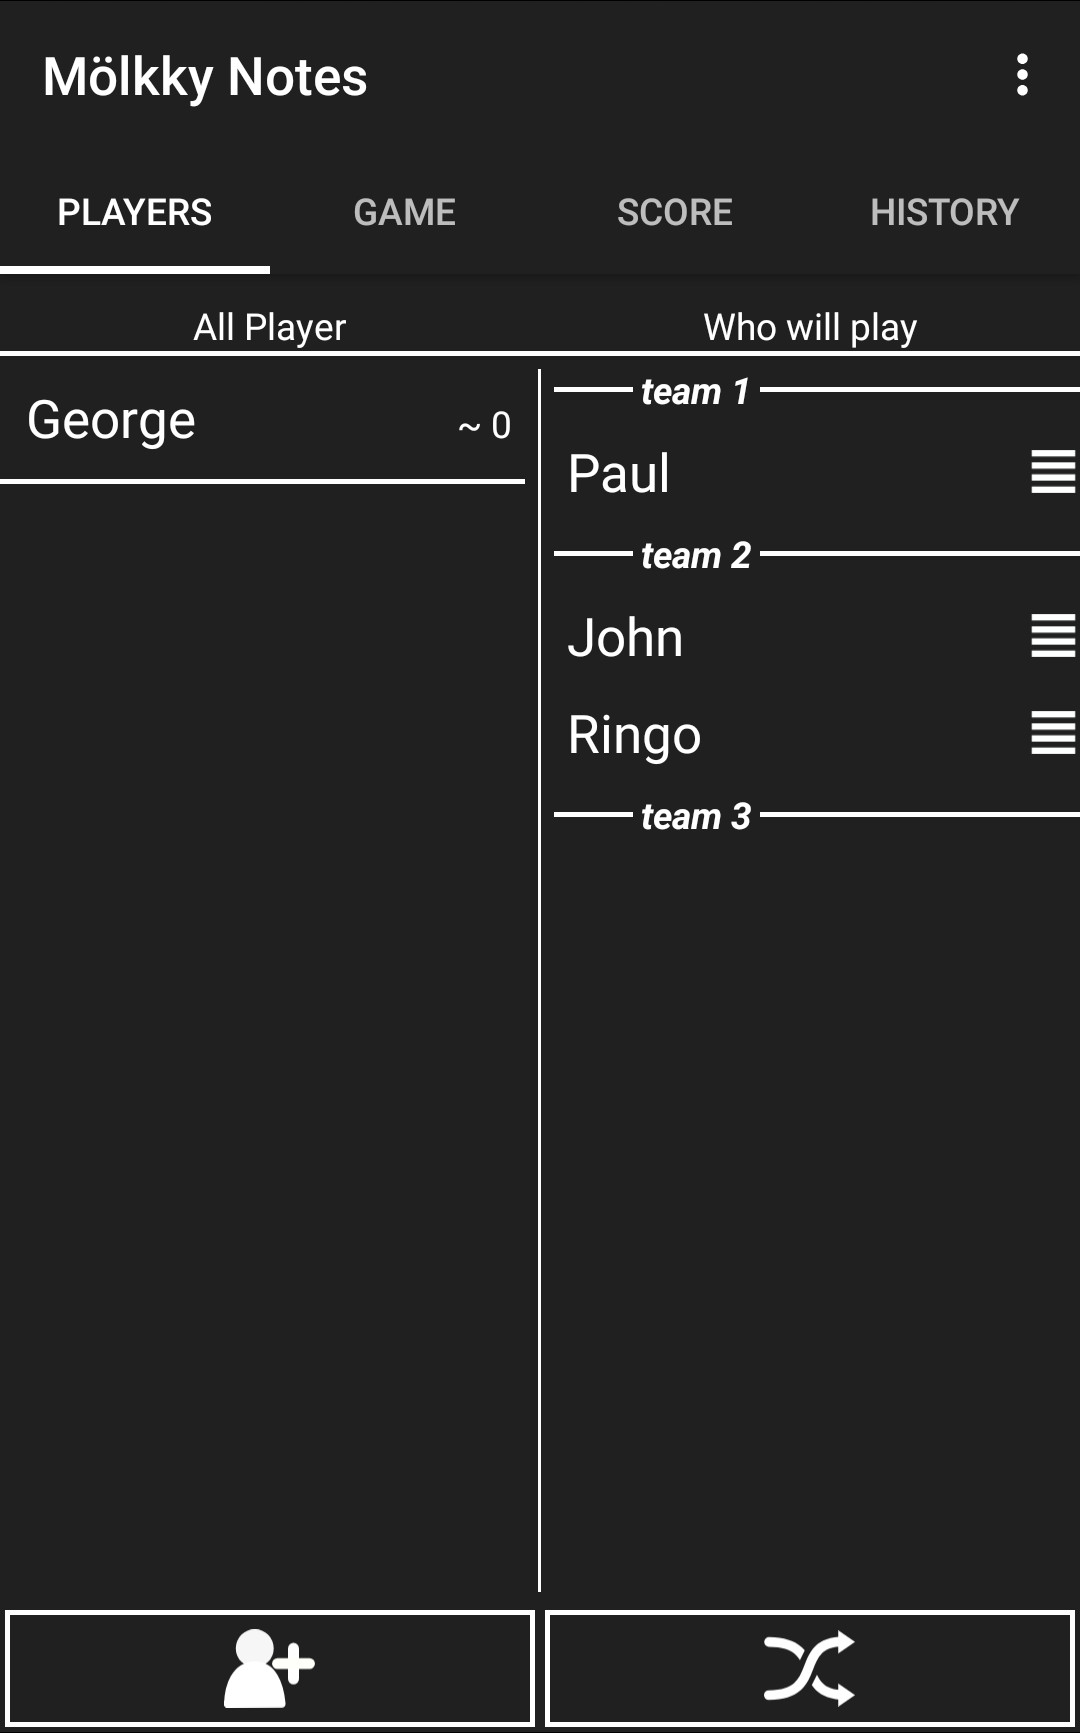 Mölkky Notes
PLAYERS GAME SCORE HISTORY
All Player
Who will play
George ~ 0
team 1
Paul
team 2
John
Ringo
team 3